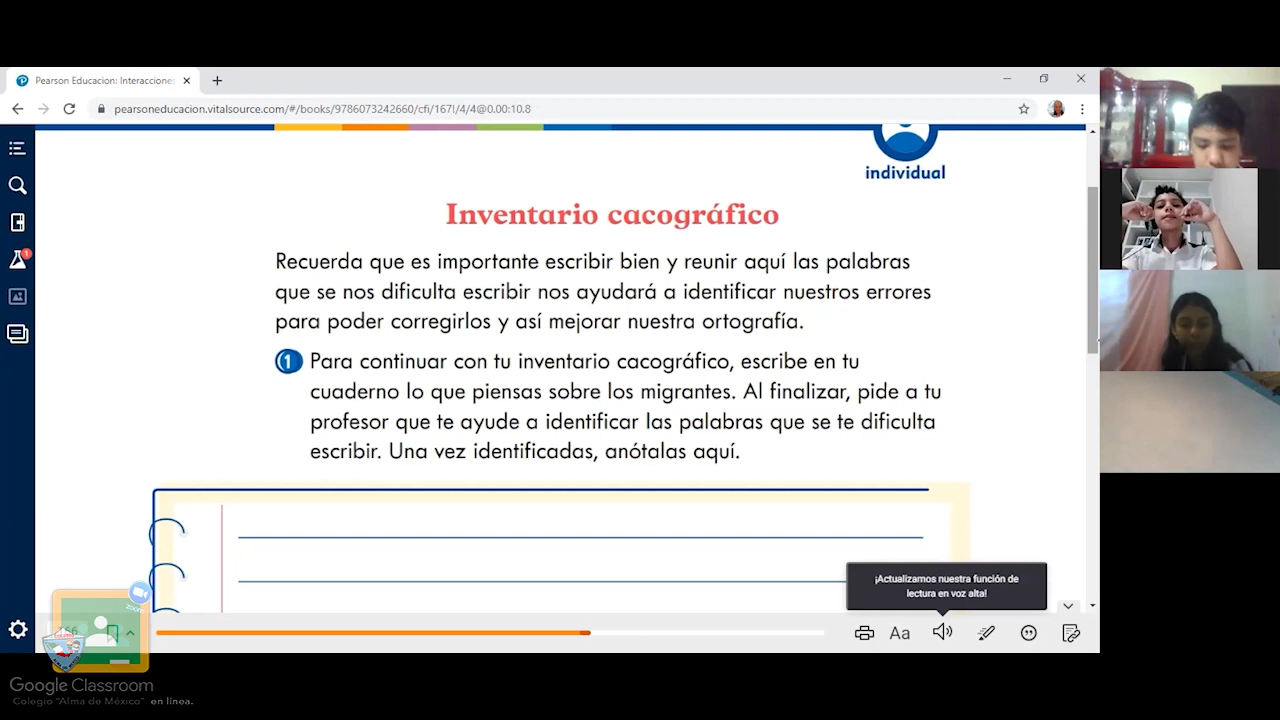 Pearson Educacion: Interacciones
pearsoneducacion.vitalsource.com/#/books/9786073242660/cfi/167!/4/4@0.00:10.8
individual
Inventario cacográfico
Recuerda que es importante escribir bien y reunir aquí las palabras
que se nos dificulta escribir nos ayudará a identificar nuestros errores
para poder corregirlos y así mejorar nuestra ortografía.
1 Para continuar con tu inventario cacográfico, escribe en tu
cuaderno lo que piensas sobre los migrantes. Al finalizar, pide a tu
profesor que te ayude a identificar las palabras que se te dificulta
escribir. Una vez identificadas, anótalas aquí.
¡Actualizamos nuestra función de
lectura en voz alta!
Aa
zoom
Google Classroom
Colegio "Alma de México" en línea.